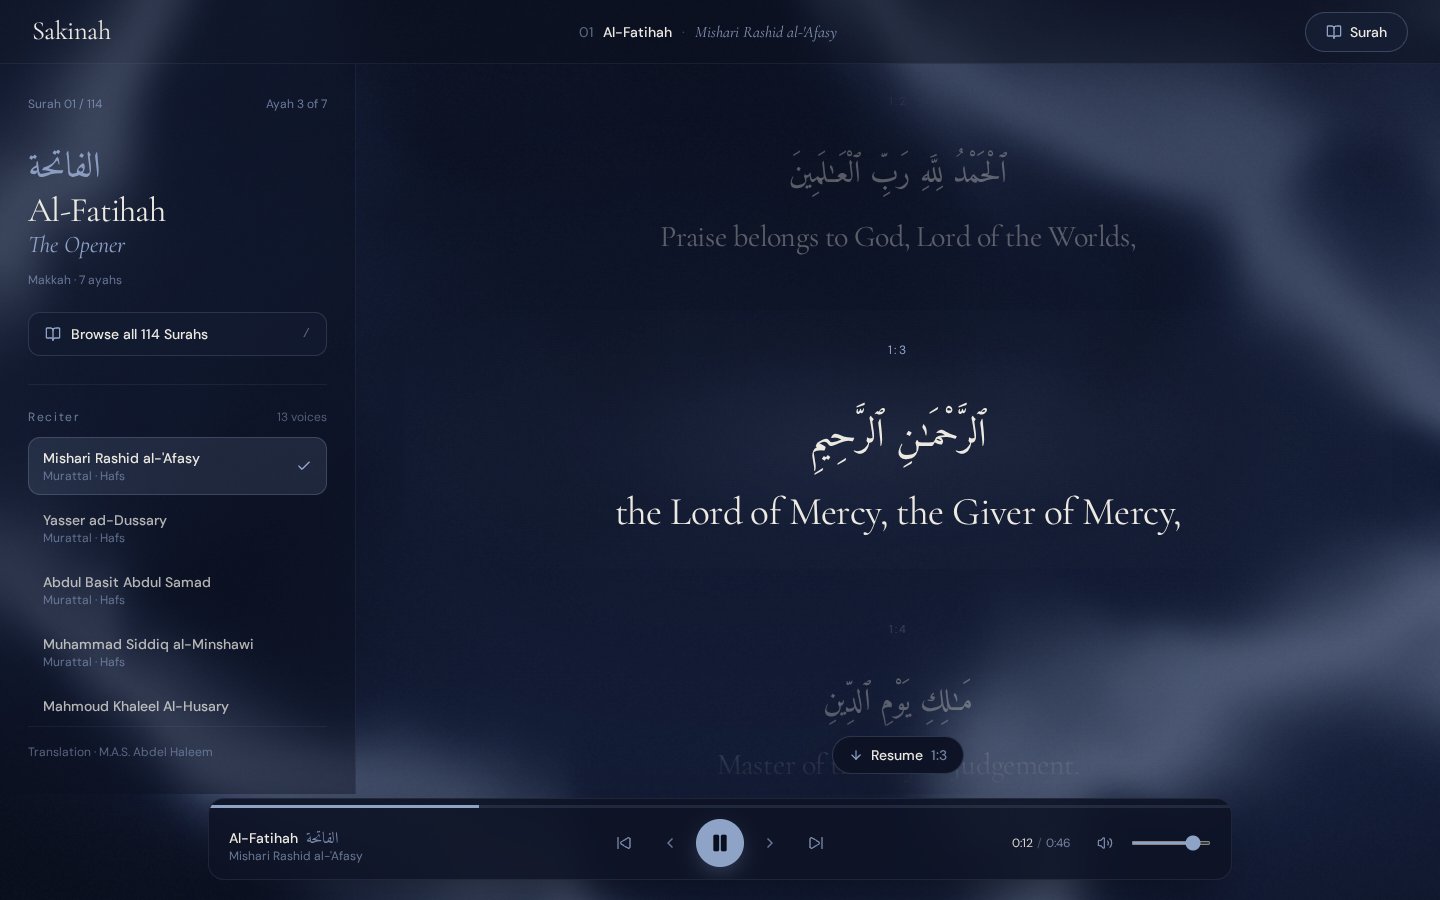 Sakinah
01 Al-Fatihah · Mishari Rashid al-'Afasy
Surah
Surah 01 / 114
Ayah 3 of 7
الفاتحة
Al-Fatihah
The Opener
Makkah · 7 ayahs
Browse all 114 Surahs /
Reciter
13 voices
Mishari Rashid al-'Afasy
Murattal · Hafs
Yasser ad-Dussary
Murattal · Hafs
Abdul Basit Abdul Samad
Murattal · Hafs
Muhammad Siddiq al-Minshawi
Murattal · Hafs
Mahmoud Khaleel Al-Husary
Translation · M.A.S. Abdel Haleem
1:2
ٱلْحَمْدُ لِلَّهِ رَبِّ ٱلْعَـٰلَمِينَ
Praise belongs to God, Lord of the Worlds,
1:3
ٱلرَّحْمَـٰنِ ٱلرَّحِيمِ
the Lord of Mercy, the Giver of Mercy,
1:4
مَـٰلِكِ يَوْمِ ٱلدِّينِ
Master of judgement.
Resume 1:3
Al-Fatihah الفاتحة
Mishari Rashid al-'Afasy
0:12 / 0:46